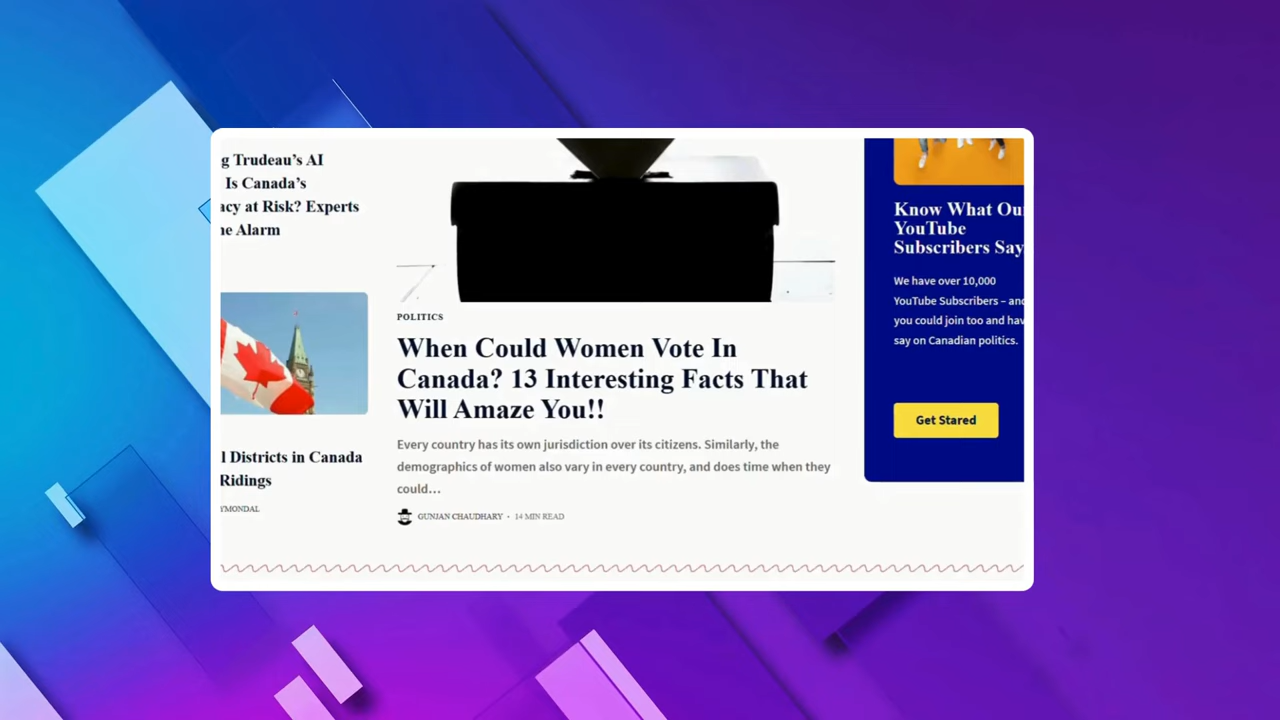 g Trudeau's AI
Is Canada's
acy at Risk? Experts
e Alarm
l Districts in Canada
Ridings
MONDAL
POLITICS
When Could Women Vote In
Canada? 13 Interesting Facts That
Will Amaze You!!
Every country has its own jurisdiction over its citizens. Similarly, the
demographics of women also vary in every country, and does time when they
could...
GUNJAN CHAUDHARY • 14 MIN READ
Know What Ou
YouTube
Subscribers Say
We have over 10,000
YouTube Subscribers – and
you could join too and hav
say on Canadian politics.
Get Stared